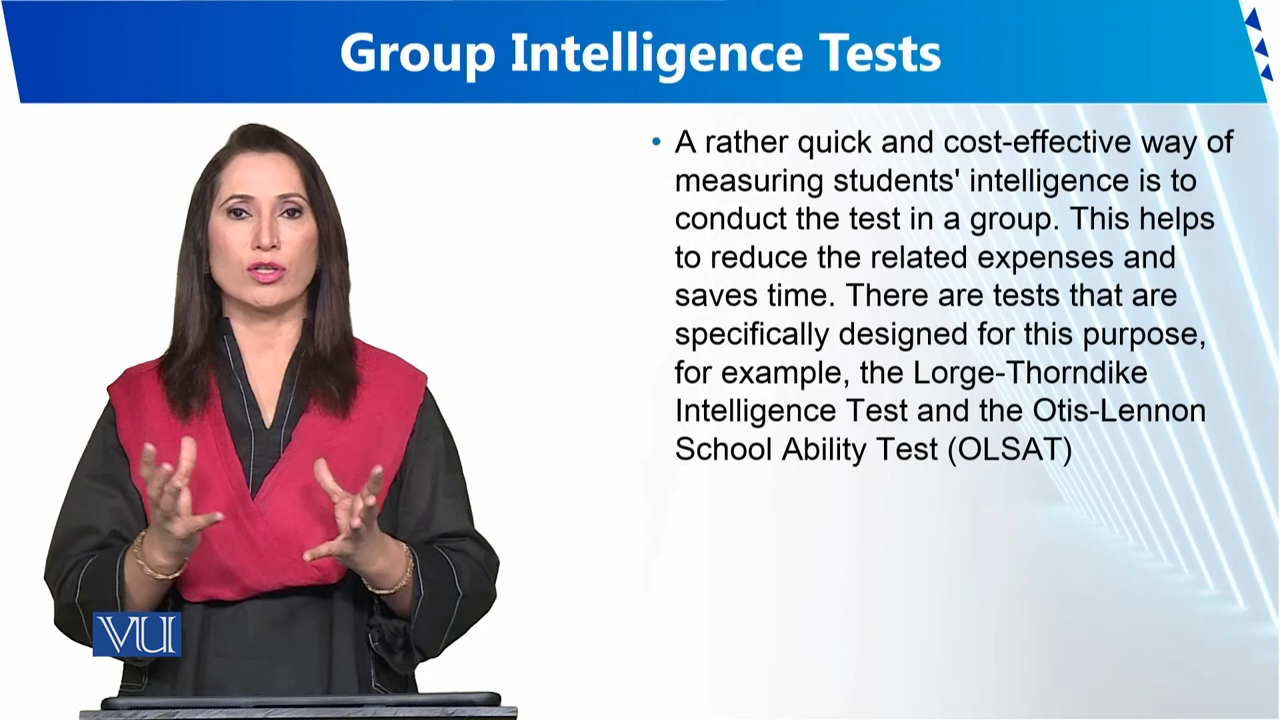 Group Intelligence Tests
• A rather quick and cost-effective way of
measuring students' intelligence is to
conduct the test in a group. This helps
to reduce the related expenses and
saves time. There are tests that are
specifically designed for this purpose,
for example, the Lorge-Thorndike
Intelligence Test and the Otis-Lennon
School Ability Test (OLSAT)
VU